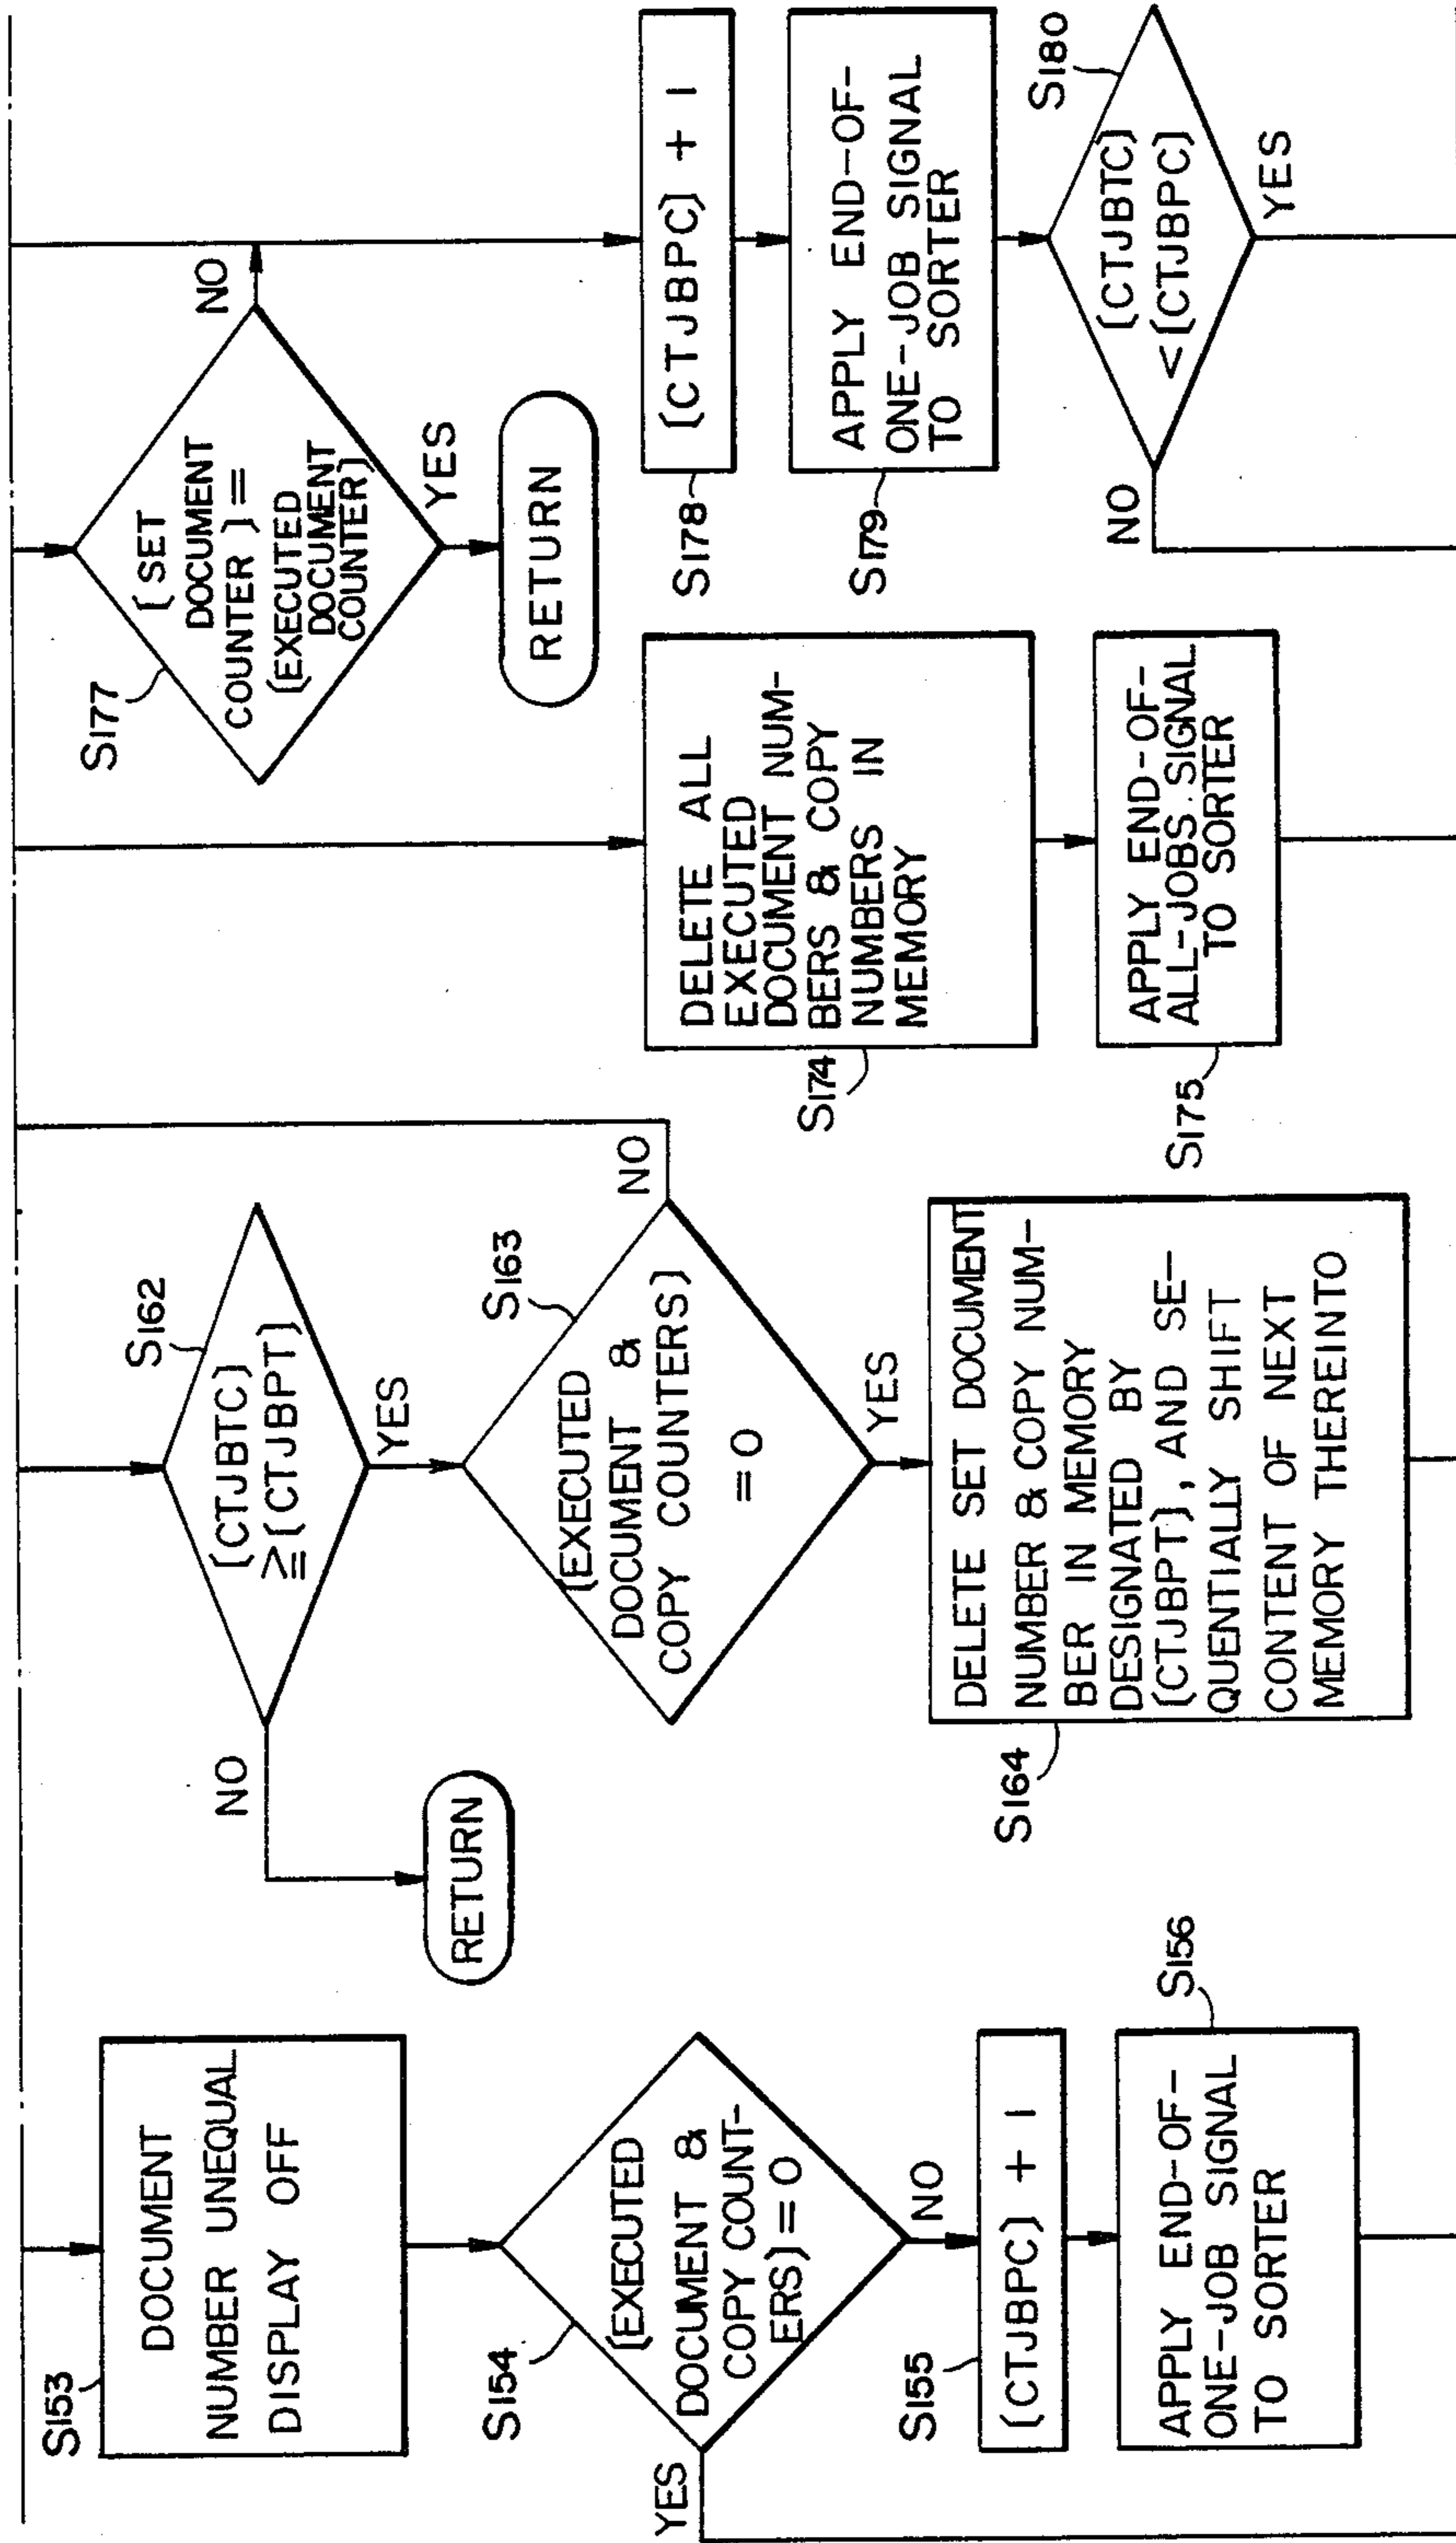 S153
DOCUMENT
NUMBER UNEQUAL
DISPLAY OFF
S154
(EXECUTED
DOCUMENT &
COPY COUNT-
ERS) = 0
YES
NO
S155
(CTJBPC) + 1
S156
APPLY END-OF-
ONE-JOB SIGNAL
TO SORTER
S162
(CTJBTC)
≧(CTJBPT)
NO
YES
RETURN
S163
(EXECUTED
DOCUMENT &
COPY COUNTERS)
= 0
NO
YES
S164
DELETE SET DOCUMENT
NUMBER & COPY NUM-
BER IN MEMORY
DESIGNATED BY
(CTJBPT), AND SE-
QUENTIALLY SHIFT
CONTENT OF NEXT
MEMORY THEREINTO
S174
DELETE ALL
EXECUTED
DOCUMENT NUM-
BERS & COPY
NUMBERS IN
MEMORY
S175
APPLY END-OF-
ALL-JOBS SIGNAL
TO SORTER
S177
(SET
DOCUMENT
COUNTER) =
(EXECUTED
DOCUMENT
COUNTER)
NO
YES
RETURN
S178
(CTJBPC) + 1
S179
APPLY END-OF-
ONE-JOB SIGNAL
TO SORTER
S180
(CTJBTC)
<(CTJBPC)
NO
YES